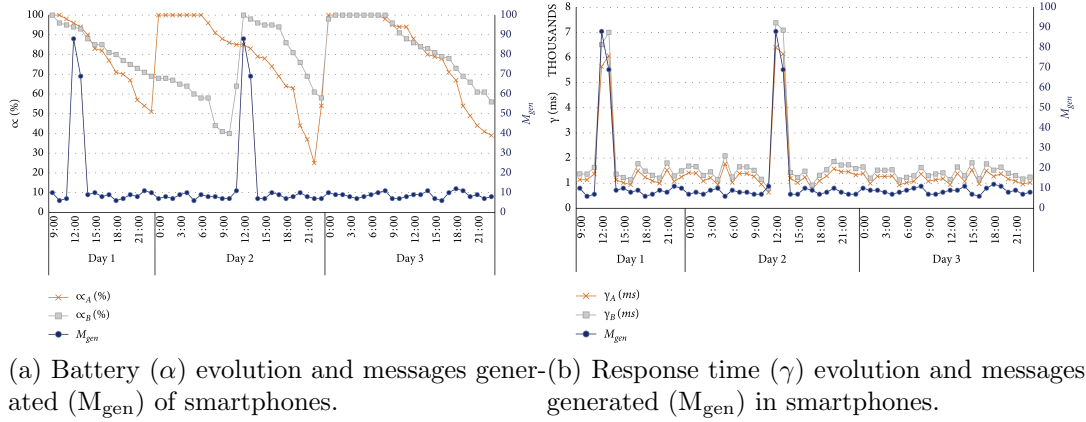 100
90
80
70
60
50
40
30
20
10
0
∝ (%)
100
90
80
70
60
50
40
30
20
10
0
M_gen
9:00 12:00 15:00 18:00 21:00 0:00 3:00 6:00 9:00 12:00 15:00 18:00 21:00 0:00 3:00 6:00 9:00 12:00 15:00 18:00 21:00
Day 1 Day 2 Day 3
∝_A (%)
∝_B (%)
M_gen
8
7
6
5
4
3
2
1
0
THOUSANDS
γ (ms)
100
90
80
70
60
50
40
30
20
10
0
M_gen
9:00 12:00 15:00 18:00 21:00 0:00 3:00 6:00 9:00 12:00 15:00 18:00 21:00 0:00 3:00 6:00 9:00 12:00 15:00 18:00 21:00
Day 1 Day 2 Day 3
γ_A (ms)
γ_B (ms)
M_gen
(a) Battery (α) evolution and messages gener-
ated (M_gen) of smartphones.
(b) Response time (γ) evolution and messages
generated (M_gen) in smartphones.